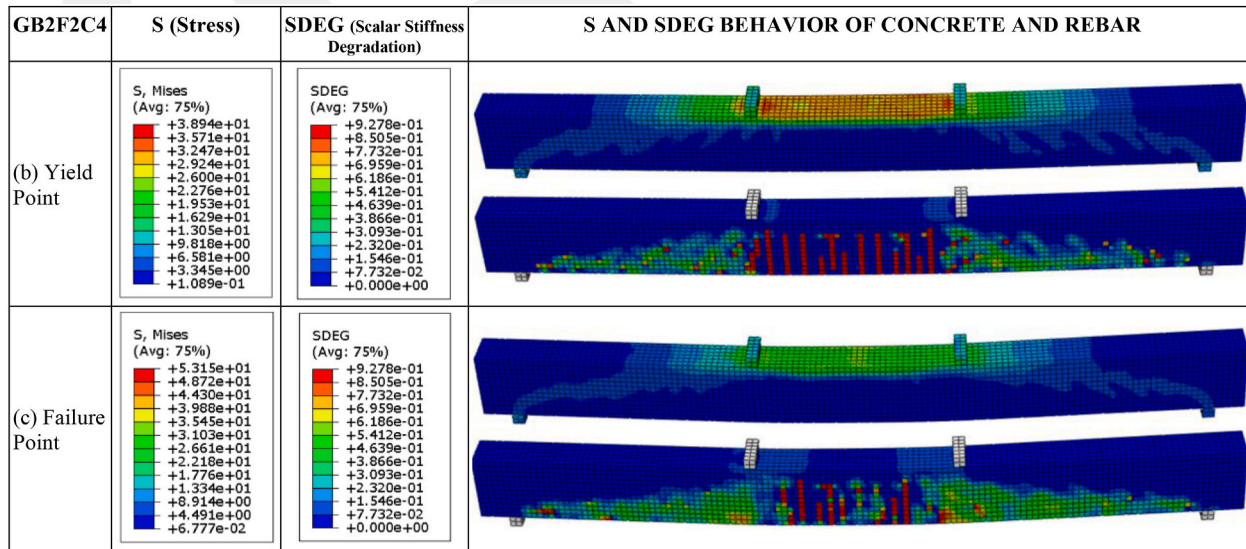 GB2F2C4
S (Stress)
SDEG (Scalar Stiffness
Degradation)
S AND SDEG BEHAVIOR OF CONCRETE AND REBAR
(b) Yield
Point
S, Mises
(Avg: 75%)
+3.894e+01
+3.571e+01
+3.247e+01
+2.924e+01
+2.600e+01
+2.276e+01
+1.953e+01
+1.629e+01
+1.305e+01
+9.818e+00
+6.581e+00
+3.345e+00
+1.089e-01
SDEG
(Avg: 75%)
+9.278e-01
+8.505e-01
+7.732e-01
+6.959e-01
+6.186e-01
+5.412e-01
+4.639e-01
+3.866e-01
+3.093e-01
+2.320e-01
+1.546e-01
+7.732e-02
+0.000e+00
(c) Failure
Point
S, Mises
(Avg: 75%)
+5.315e+01
+4.872e+01
+4.430e+01
+3.988e+01
+3.545e+01
+3.103e+01
+2.661e+01
+2.218e+01
+1.776e+01
+1.334e+01
+8.914e+00
+4.491e+00
+6.777e-02
SDEG
(Avg: 75%)
+9.278e-01
+8.505e-01
+7.732e-01
+6.959e-01
+6.186e-01
+5.412e-01
+4.639e-01
+3.866e-01
+3.093e-01
+2.320e-01
+1.546e-01
+7.732e-02
+0.000e+00